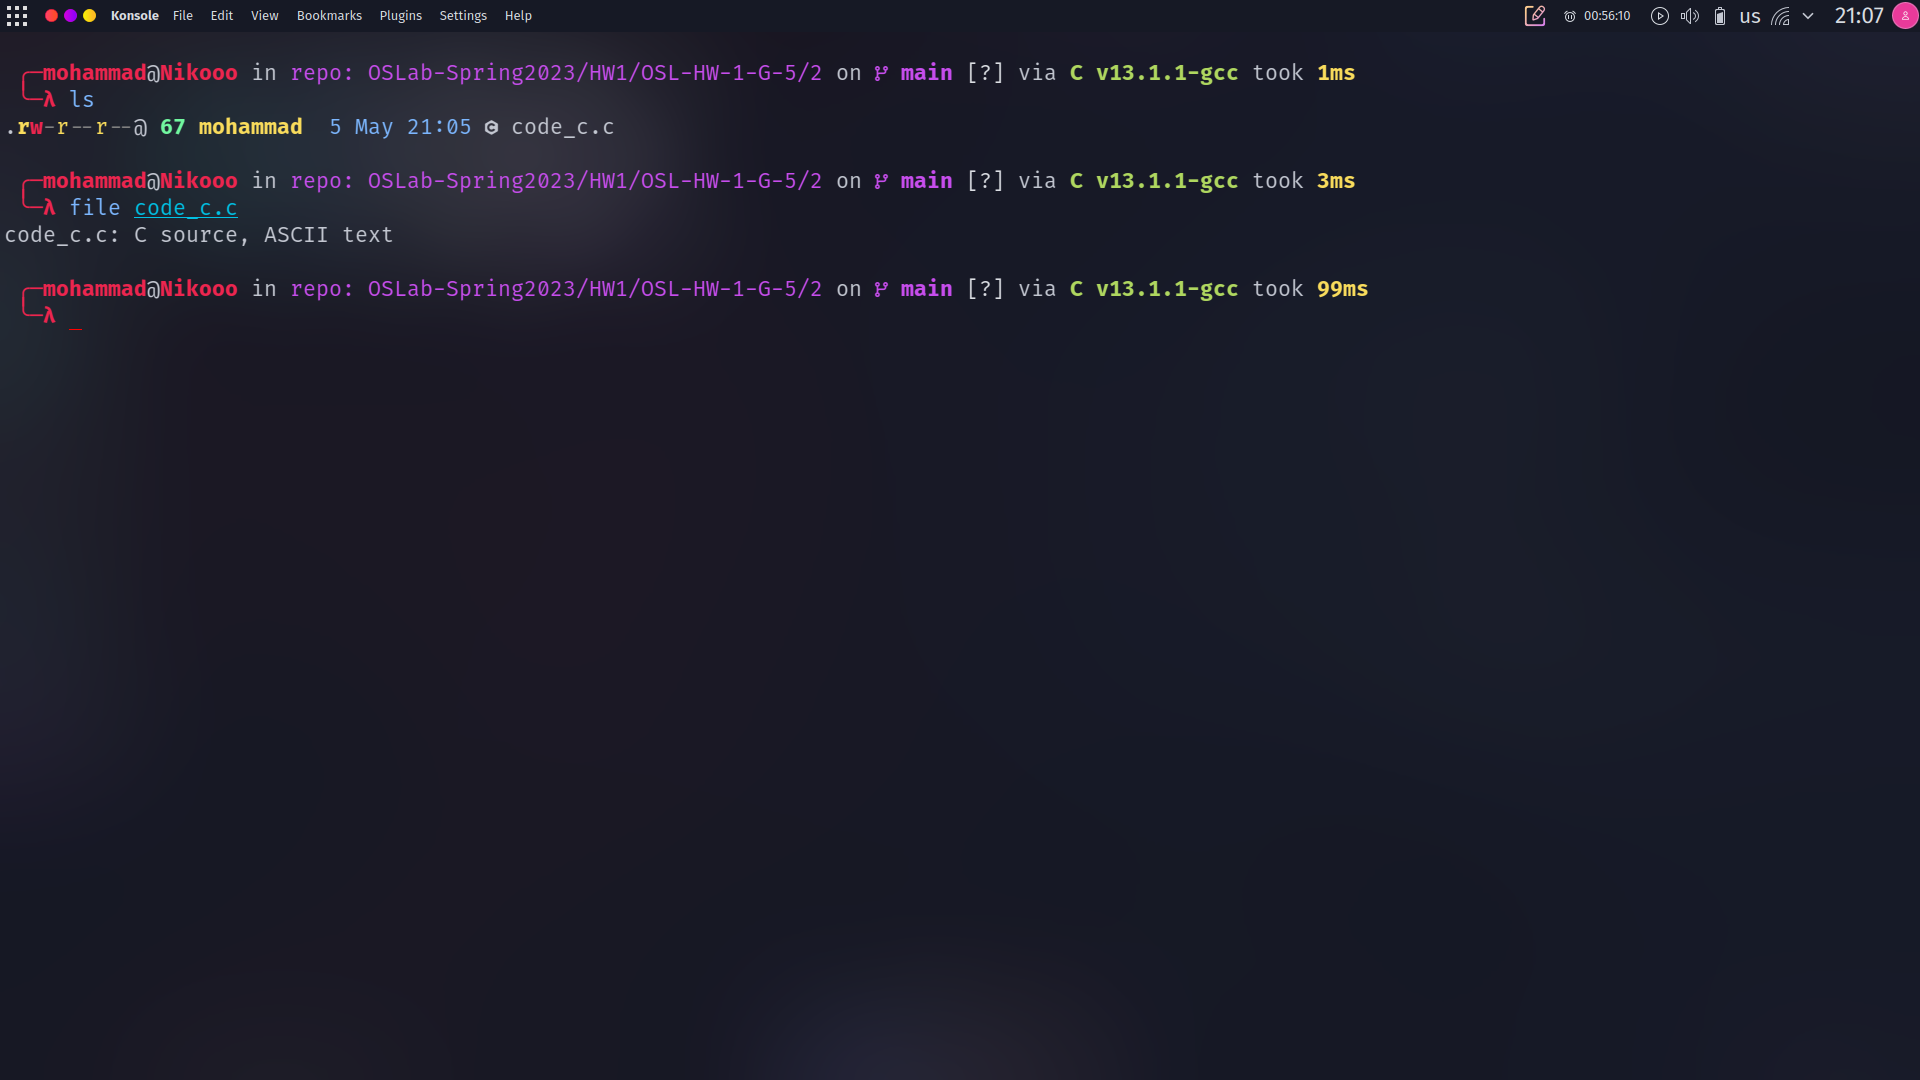 Konsole File Edit View Bookmarks Plugins Settings Help 00:56:10 us 21:07
╭─mohammad@Nikooo in repo: OSLab-Spring2023/HW1/OSL-HW-1-G-5/2 on main [?] via C v13.1.1-gcc took 1ms
╰─λ ls
.rw-r--r--@ 67 mohammad  5 May 21:05 code_c.c
╭─mohammad@Nikooo in repo: OSLab-Spring2023/HW1/OSL-HW-1-G-5/2 on main [?] via C v13.1.1-gcc took 3ms
╰─λ file code_c.c
code_c.c: C source, ASCII text
╭─mohammad@Nikooo in repo: OSLab-Spring2023/HW1/OSL-HW-1-G-5/2 on main [?] via C v13.1.1-gcc took 99ms
╰─λ _